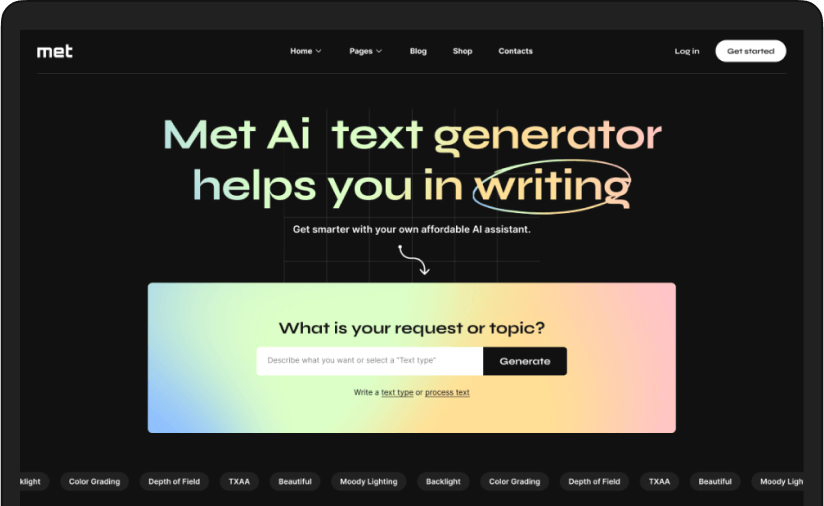 met Home Pages Blog Shop Contacts Log in Get started
Met Ai text generator
helps you in writing
Get smarter with your own affordable AI assistant.
What is your request or topic?
Describe what you want or select a "Text type" Generate
Write a text type or process text
klight Color Grading Depth of Field TXAA Beautiful Moody Lighting Backlight Color Grading Depth of Field TXAA Beautiful Moody Ligh